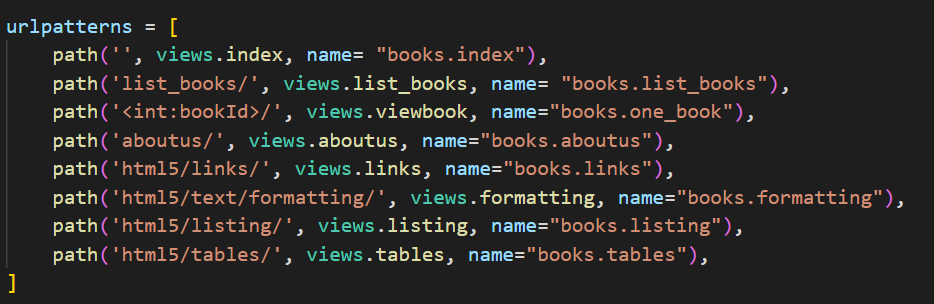 urlpatterns = [
    path('', views.index, name= "books.index"),
    path('list_books/', views.list_books, name= "books.list_books"),
    path('<int:bookId>/', views.viewbook, name="books.one_book"),
    path('aboutus/', views.aboutus, name="books.aboutus"),
    path('html5/links/', views.links, name="books.links"),
    path('html5/text/formatting/', views.formatting, name="books.formatting"),
    path('html5/listing/', views.listing, name="books.listing"),
    path('html5/tables/', views.tables, name="books.tables"),
]